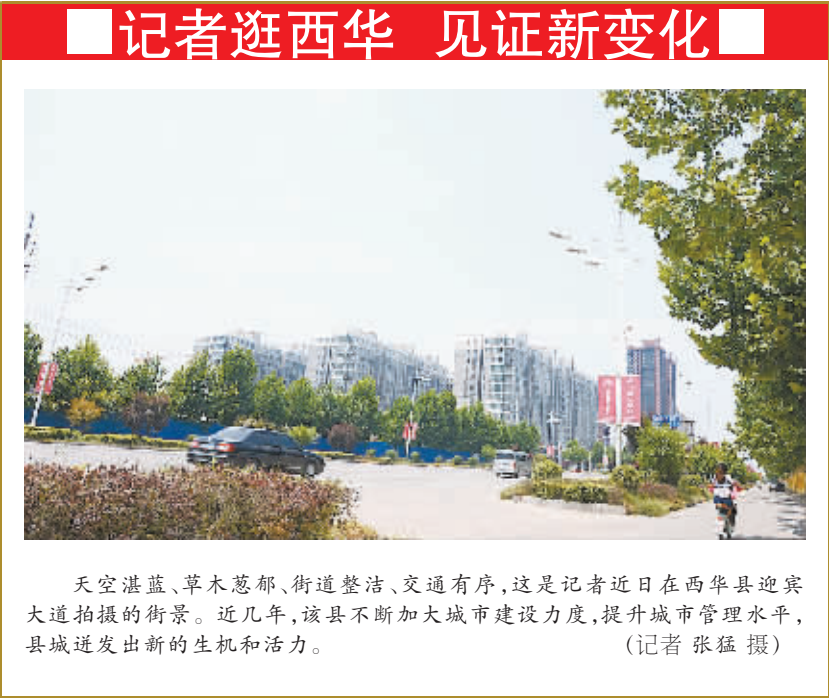 ■记者逛西华 见证新变化■
天空湛蓝、草木葱郁、街道整洁、交通有序,这是记者近日在西华县迎宾
大道拍摄的街景。近几年,该县不断加大城市建设力度,提升城市管理水平,
县城迸发出新的生机和活力。 (记者 张猛 摄)